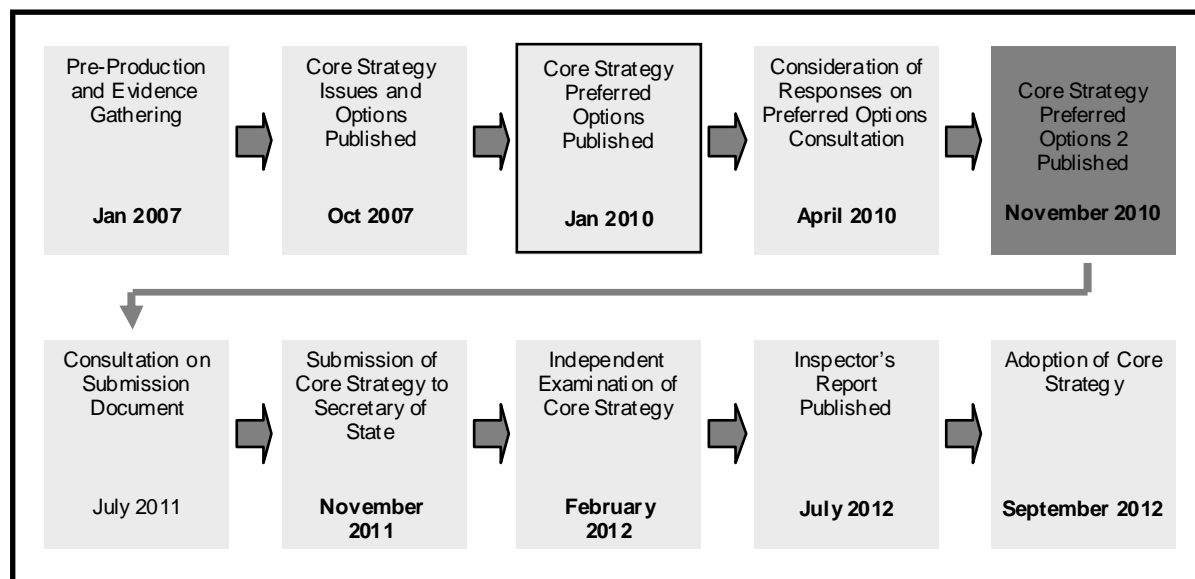 Pre-Production
and Evidence
Gathering
Jan 2007
Core Strategy
Issues and
Options
Published
Oct 2007
Core Strategy
Preferred
Options
Published
Jan 2010
Consideration of
Responses on
Preferred Options
Consultation
April 2010
Core Strategy
Preferred
Options 2
Published
November 2010
Consultation on
Submission
Document
July 2011
Submission of
Core Strategy to
Secretary of
State
November
2011
Independent
Examination of
Core Strategy
February
2012
Inspector's
Report
Published
July 2012
Adoption of Core
Strategy
September 2012